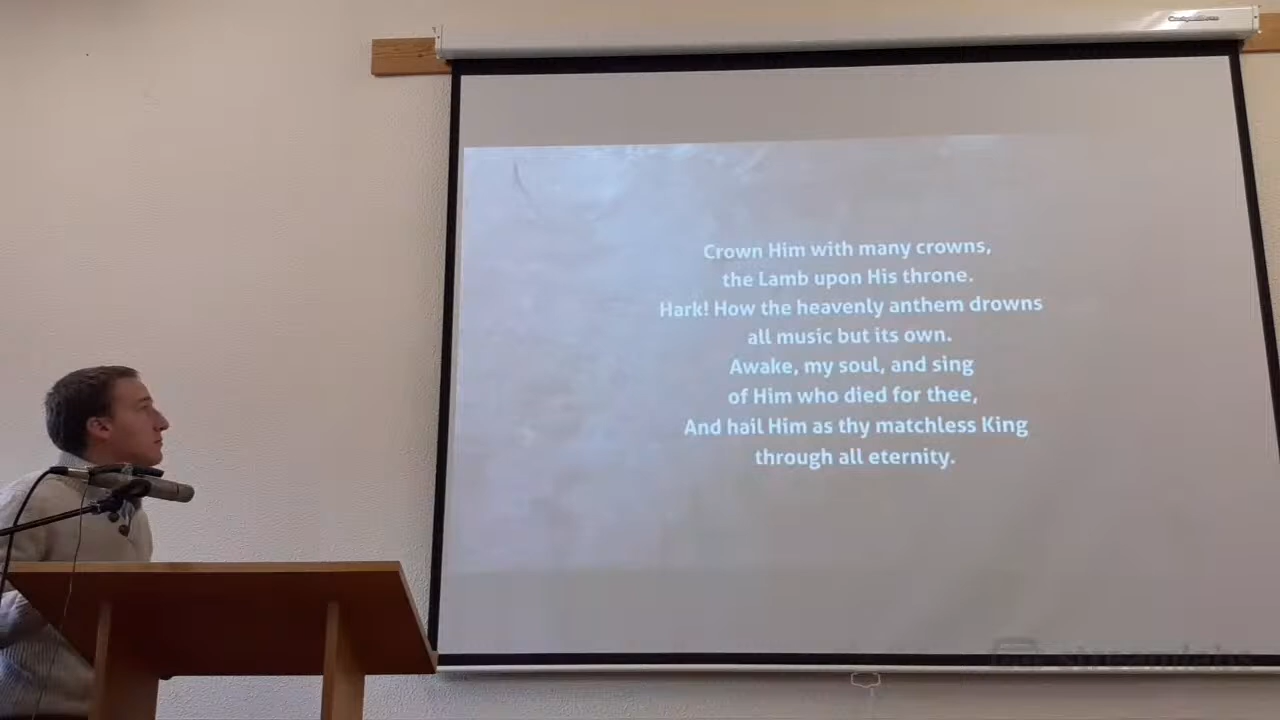 Crown Him with many crowns,
the Lamb upon His throne.
Hark! How the heavenly anthem drowns
all music but its own.
Awake, my soul, and sing
of Him who died for thee,
And hail Him as thy matchless King
through all eternity.
streamlabs